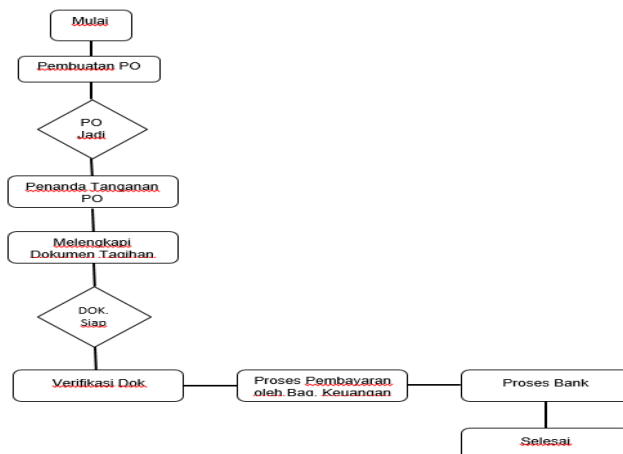 Mulai
Pembuatan PO
PO
Jadi
Penanda Tanganan
PO
Melengkapi
Dokumen Tagihan
DOK.
Siap
Verifikasi Dok
Proses Pembayaran
oleh Bag. Keuangan
Proses Bank
Selesai